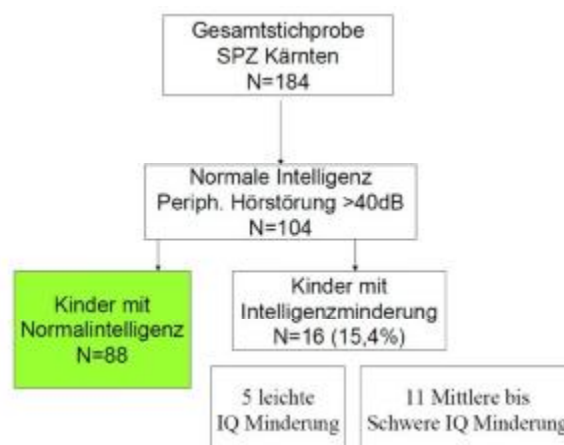 Gesamtstichprobe
SPZ Kärnten
N=184
Normale Intelligenz
Periph. Hörstörung >40dB
N=104
Kinder mit
Normalintelligenz
N=88
Kinder mit
Intelligenzminderung
N=16 (15,4%)
5 leichte
IQ Minderung
11 Mittlere bis
Schwere IQ Minderung